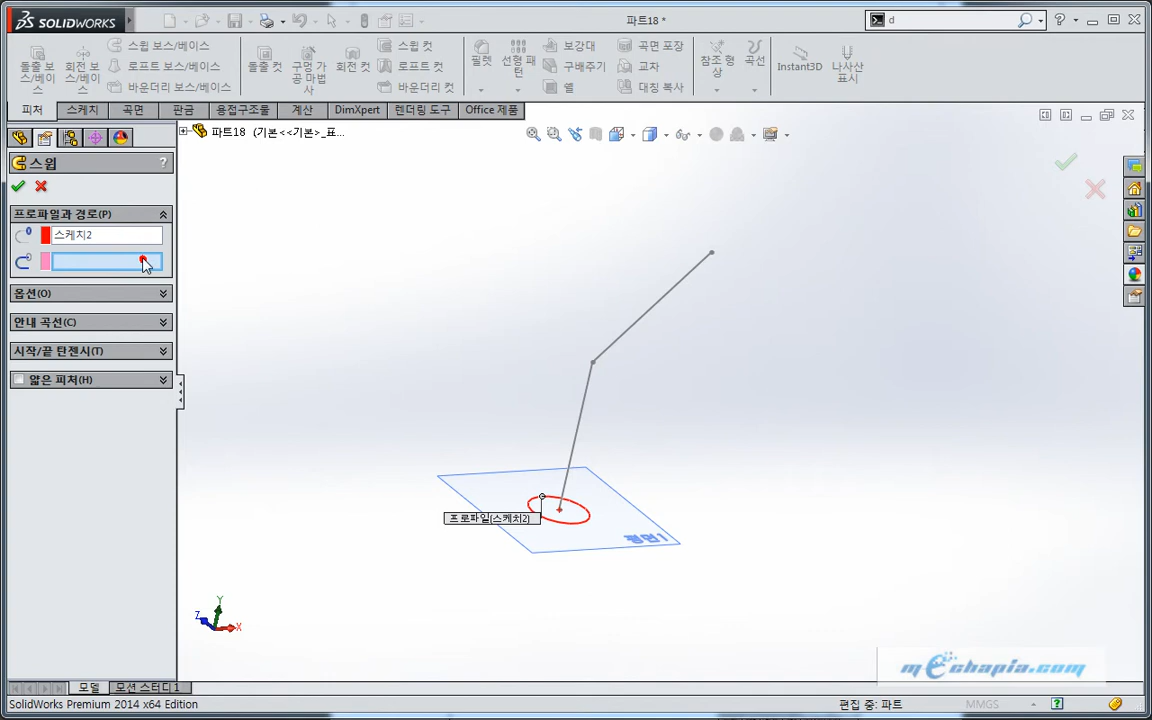 SOLIDWORKS
파트18 *
d
돌출 보스/베이스
회전 보스/베이스
스윕 보스/베이스
로프트 보스/베이스
바운더리 보스/베이스
돌출 컷
구멍 가공 마법사
회전 컷
스윕 컷
로프트 컷
바운더리 컷
필렛
선형 패턴
보강대
구배주기
쉘
곡면 포장
교차
대칭 복사
참조 형상
곡선
Instant3D
나사산 표시
피처
스케치
곡면
판금
용접구조물
계산
DimXpert
렌더링 도구
Office 제품
파트18 (기본<<기본>_표...
스윕
?
프로파일과 경로(P)
스케치2
옵션(O)
안내 곡선(C)
시작/끝 탄젠시(T)
얇은 피처(H)
프로파일(스케치2)
평면1
Y
Z
X
mechapia.com
모델
모션 스터디 1
SolidWorks Premium 2014 x64 Edition
편집 중: 파트
MMGS